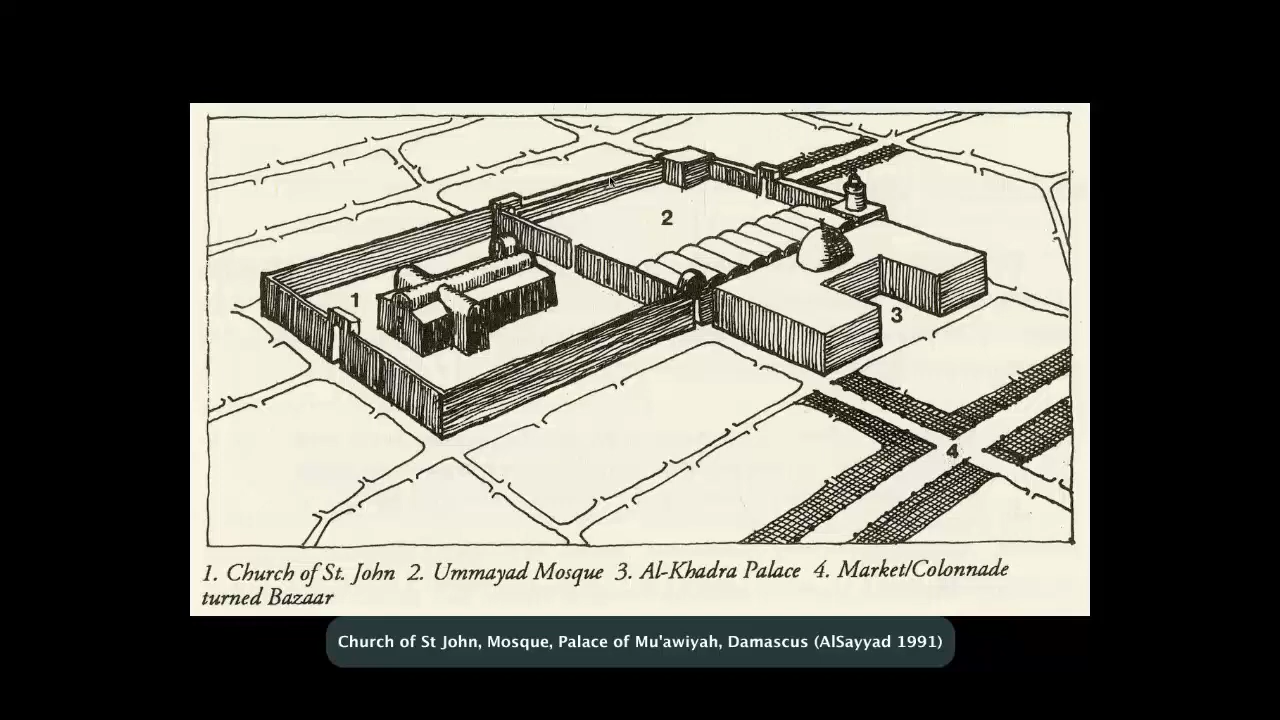 2
1
3
4
1. Church of St. John 2. Ummayad Mosque 3. Al-Khadra Palace 4. Market/Colonnade
turned Bazaar
Church of St John, Mosque, Palace of Mu'awiyah, Damascus (AlSayyad 1991)